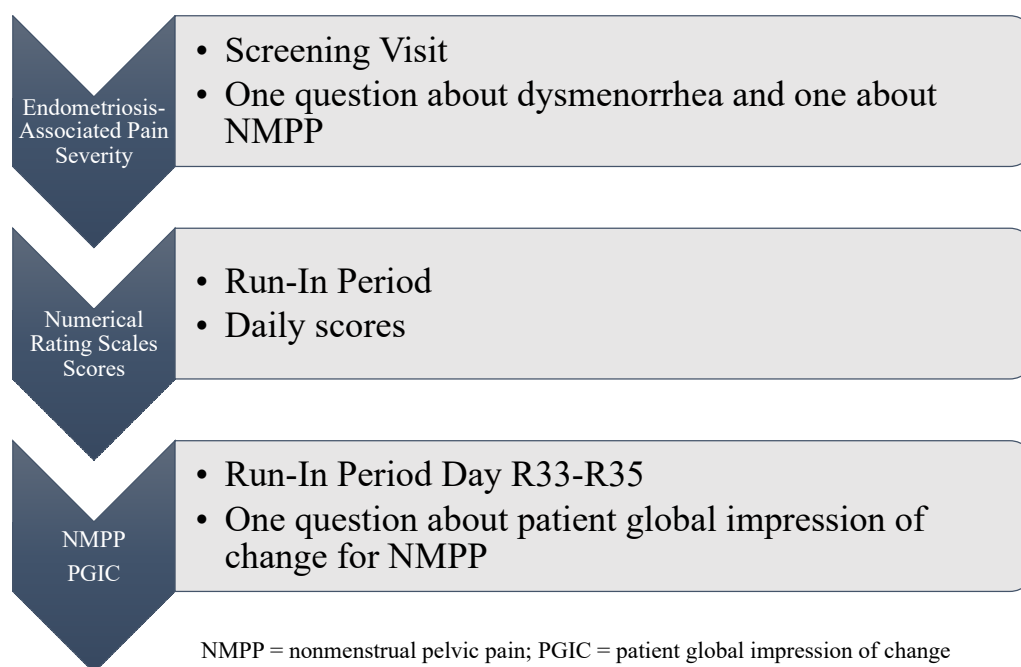 Endometriosis-
Associated Pain
Severity
• Screening Visit
• One question about dysmenorrhea and one about
NMPP
Numerical
Rating Scales
Scores
• Run-In Period
• Daily scores
NMPP
PGIC
• Run-In Period Day R33-R35
• One question about patient global impression of
change for NMPP
NMPP = nonmenstrual pelvic pain; PGIC = patient global impression of change